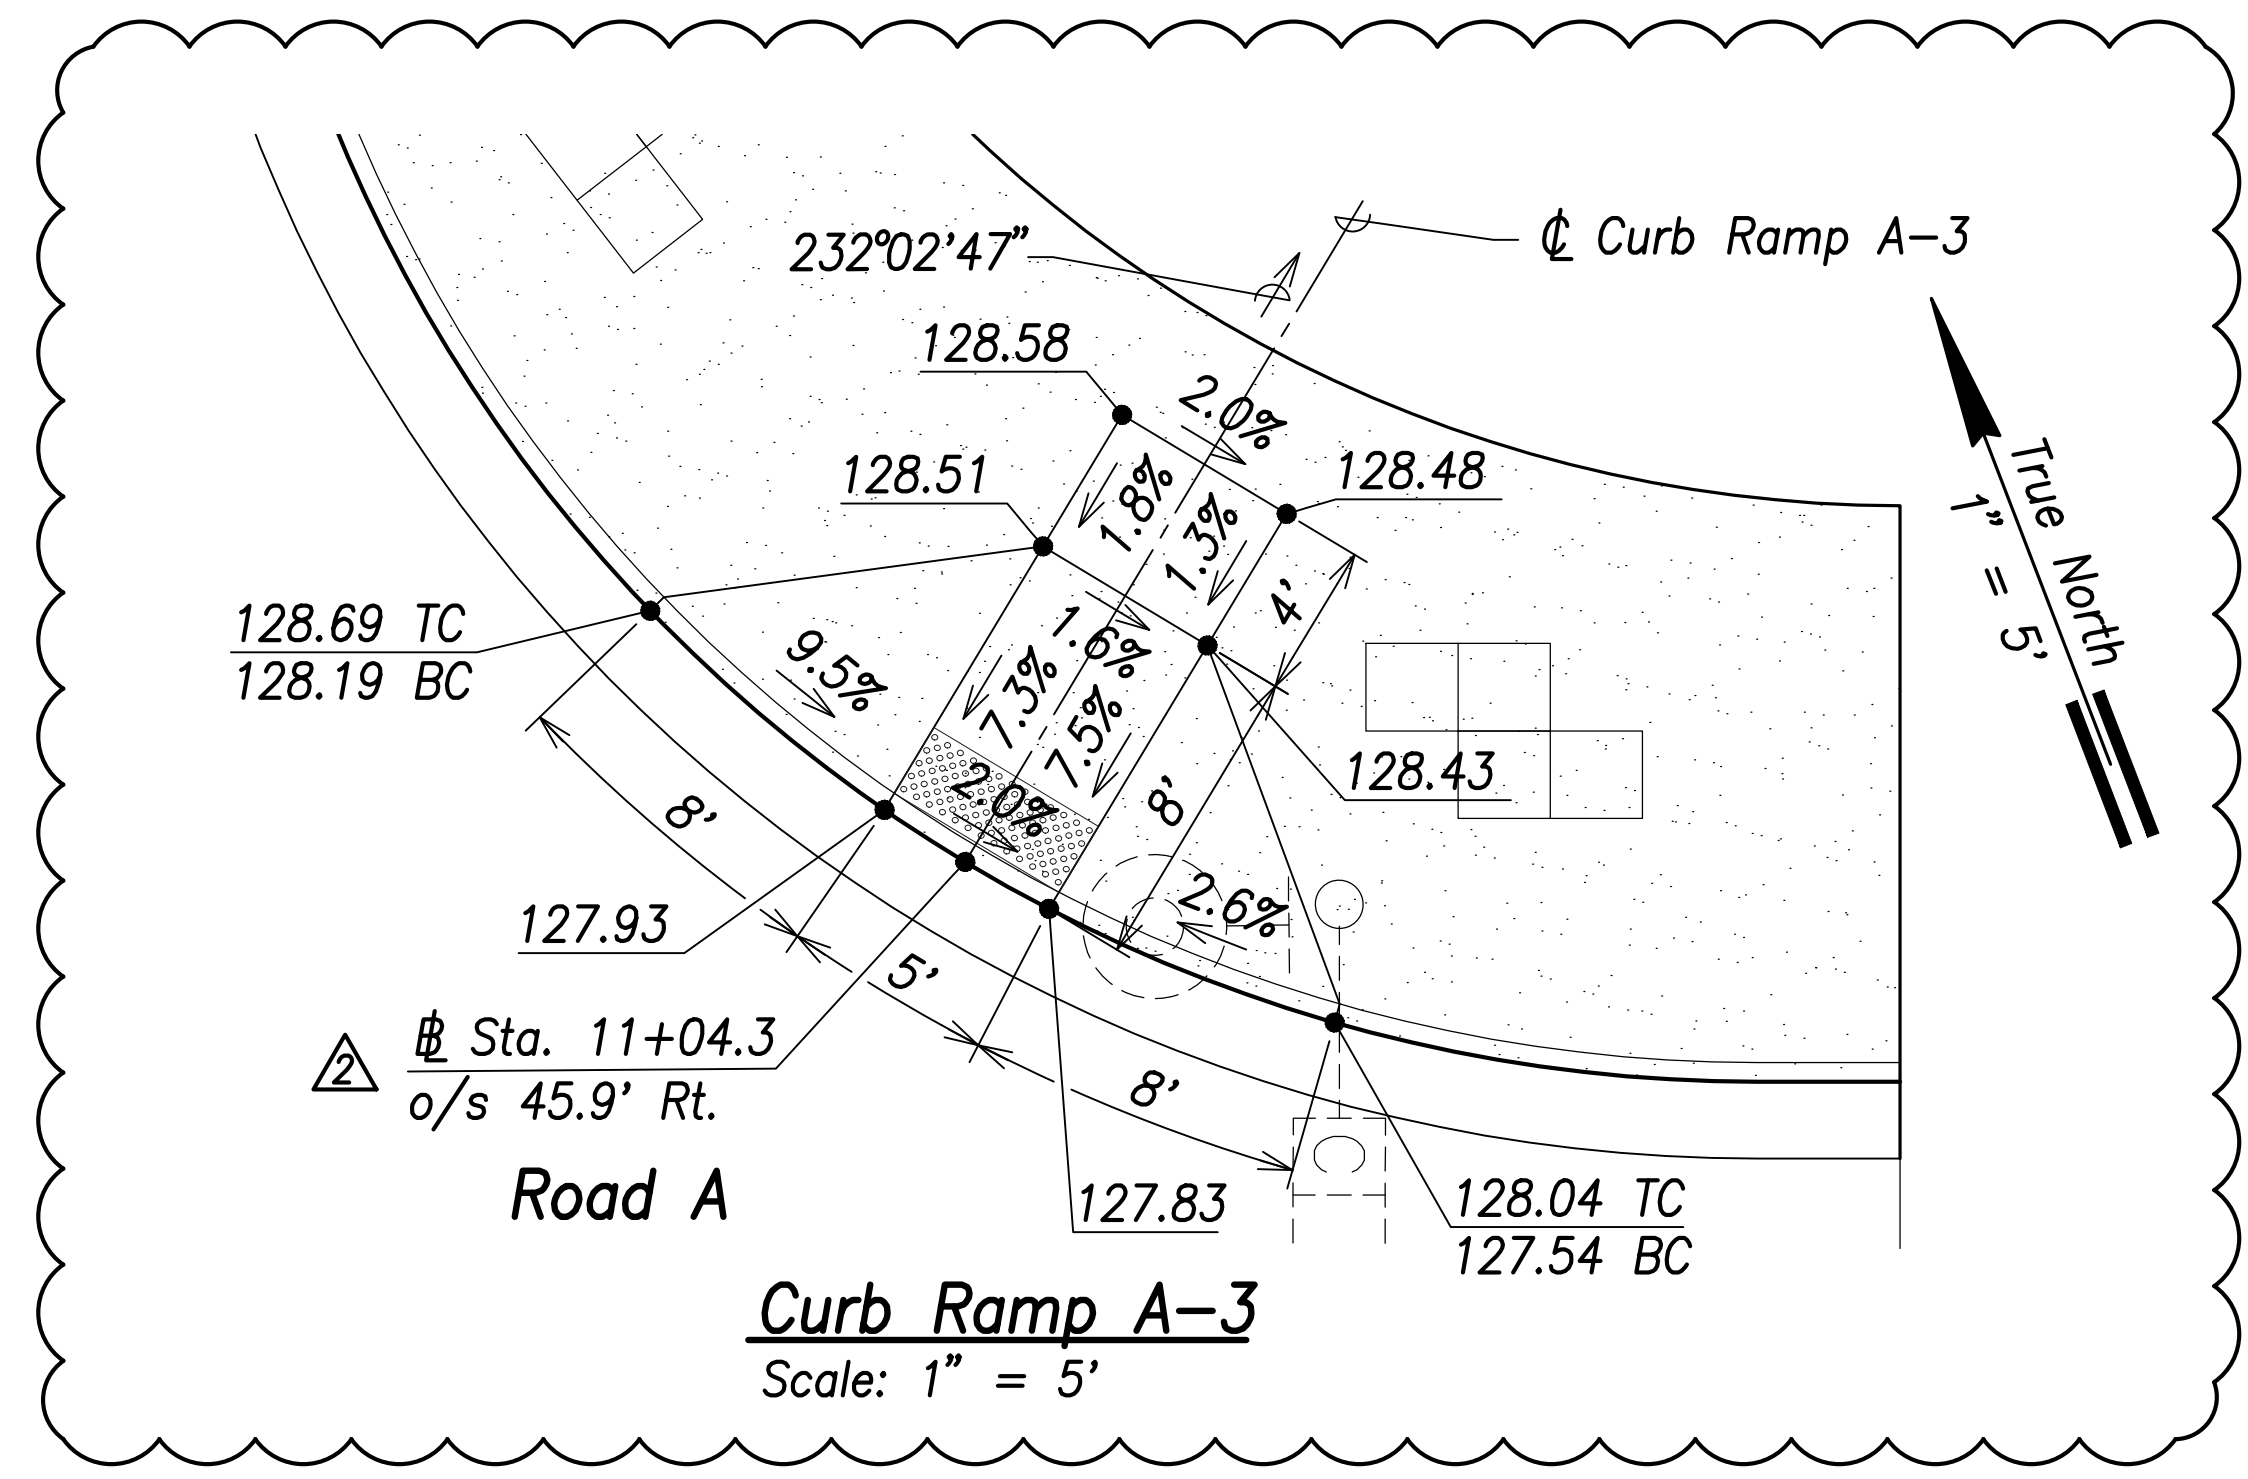 232°02'47"
℄ Curb Ramp A-3
128.58
2.0%
128.51
128.48
1.8%
1.3%
True North
1" = 5'
4'
128.69 TC
128.19 BC
9.5%
1.6%
7.3%
7.5%
128.43
8'
2.0%
8'
2.6%
127.93
5'
2
BL Sta. 11+04.3
o/s 45.9' Rt.
8'
Road A
127.83
128.04 TC
127.54 BC
Curb Ramp A-3
Scale: 1" = 5'